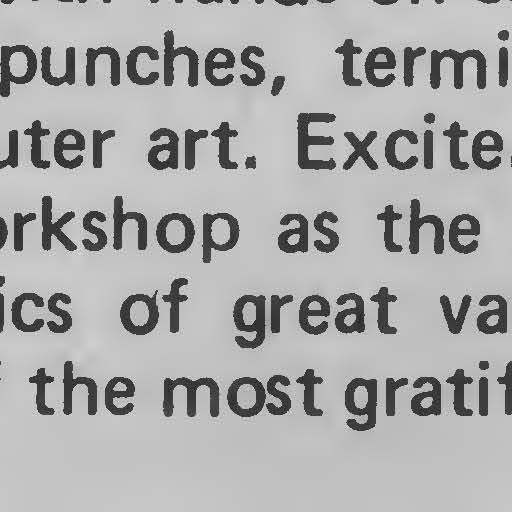 punches, termi
uter art. Excite
orkshop as the
ics of great va
the most gratif